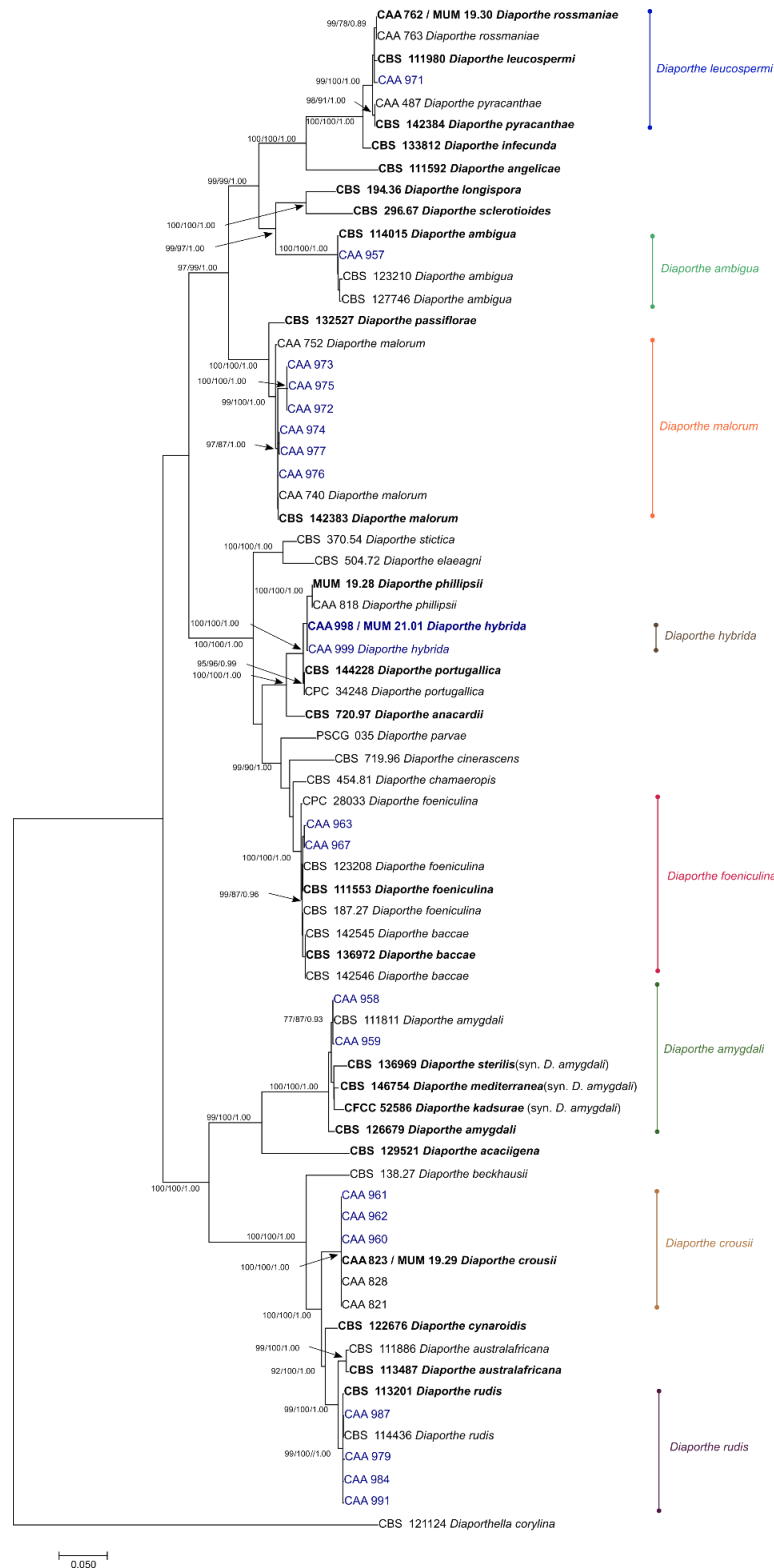 CAA 762 / MUM 19.30 Diaporthe rossmaniae
99/78/0.89
CAA 763 Diaporthe rossmaniae
CBS 111980 Diaporthe leucospermi
Diaporthe leucospermi
99/100/1.00
CAA 971
98/91/1.00
CAA 487 Diaporthe pyracanthae
100/100/1.00
CBS 142384 Diaporthe pyracanthae
100/100/1.00
CBS 133812 Diaporthe infecunda
99/99/1.00
CBS 111592 Diaporthe angelicae
CBS 194.36 Diaporthe longispora
100/100/1.00
CBS 296.67 Diaporthe sclerotioides
99/97/1.00
CBS 114015 Diaporthe ambigua
100/100/1.00
CAA 957
97/99/1.00
Diaporthe ambigua
CBS 123210 Diaporthe ambigua
CBS 127746 Diaporthe ambigua
CBS 132527 Diaporthe passiflorae
CAA 752 Diaporthe malorum
100/100/1.00
CAA 973
100/100/1.00
CAA 975
99/100/1.00
CAA 972
Diaporthe malorum
CAA 974
97/87/1.00
CAA 977
CAA 976
CAA 740 Diaporthe malorum
CBS 142383 Diaporthe malorum
CBS 370.54 Diaporthe stictica
100/100/1.00
CBS 504.72 Diaporthe elaeagni
MUM 19.28 Diaporthe phillipsii
100/100/1.00
CAA 818 Diaporthe phillipsii
100/100/1.00
CAA 998 / MUM 21.01 Diaporthe hybrida
Diaporthe hybrida
100/100/1.00
CAA 999 Diaporthe hybrida
95/96/0.99
CBS 144228 Diaporthe portugallica
100/100/1.00
CPC 34248 Diaporthe portugallica
CBS 720.97 Diaporthe anacardii
PSCG 035 Diaporthe parvae
99/90/1.00
CBS 719.96 Diaporthe cinerascens
CBS 454.81 Diaporthe chamaeropis
CPC 28033 Diaporthe foeniculina
CAA 963
CAA 967
100/100/1.00
CBS 123208 Diaporthe foeniculina
Diaporthe foeniculina
99/87/0.96
CBS 111553 Diaporthe foeniculina
CBS 187.27 Diaporthe foeniculina
CBS 142545 Diaporthe baccae
CBS 136972 Diaporthe baccae
CBS 142546 Diaporthe baccae
CAA 958
77/87/0.93
CBS 111811 Diaporthe amygdali
CAA 959
CBS 136969 Diaporthe sterilis(syn. D. amygdali)
Diaporthe amygdali
100/100/1.00
CBS 146754 Diaporthe mediterranea(syn. D. amygdali)
CFCC 52586 Diaporthe kadsurae (syn. D. amygdali)
99/100/1.00
CBS 126679 Diaporthe amygdali
CBS 129521 Diaporthe acaciigena
CBS 138.27 Diaporthe beckhausii
100/100/1.00
CAA 961
CAA 962
100/100/1.00
CAA 960
Diaporthe crousii
CAA 823 / MUM 19.29 Diaporthe crousii
100/100/1.00
CAA 828
CAA 821
CBS 122676 Diaporthe cynaroidis
99/100/1.00
CBS 111886 Diaporthe australafricana
92/100/1.00
CBS 113487 Diaporthe australafricana
CBS 113201 Diaporthe rudis
99/100/1.00
CAA 987
CBS 114436 Diaporthe rudis
Diaporthe rudis
99/100//1.00
CAA 979
CAA 984
CAA 991
CBS 121124 Diaporthella corylina
0.050